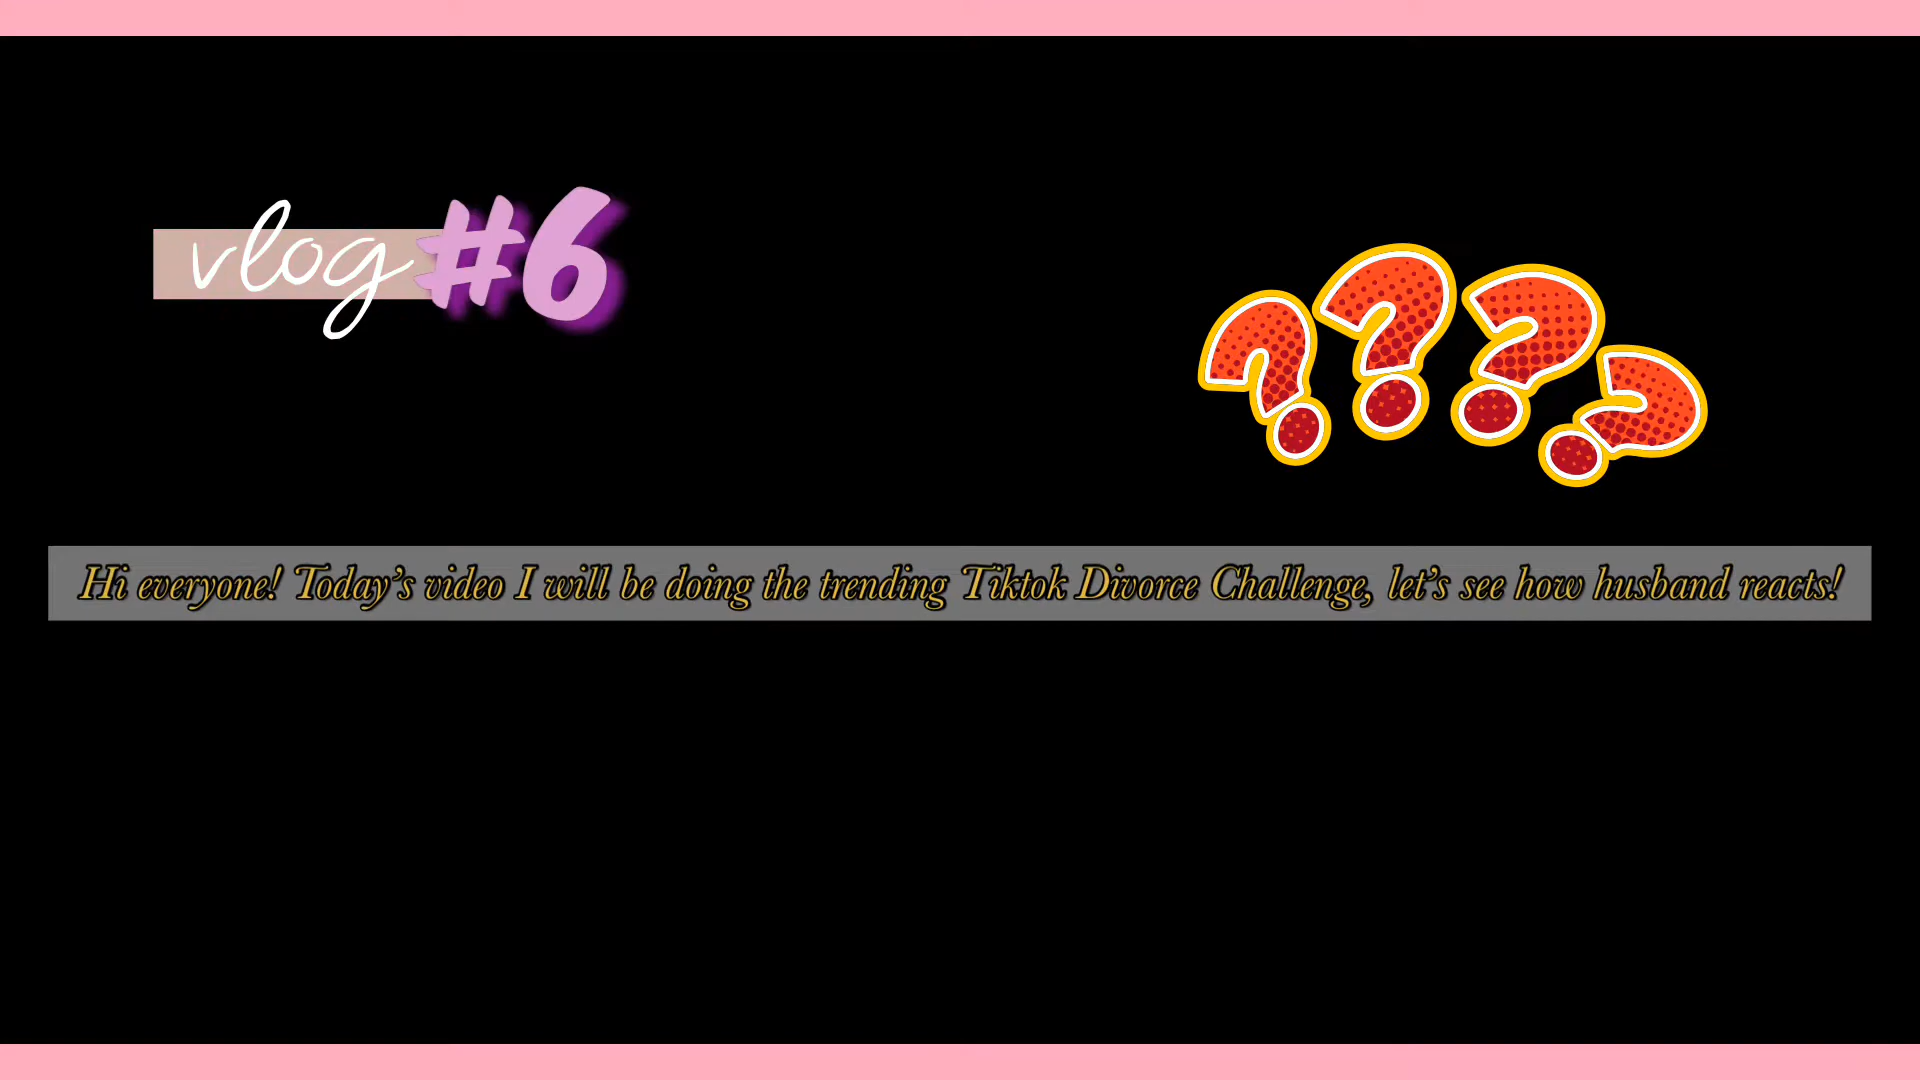 vlog #6
????
Hi everyone! Today's video I will be doing the trending Tiktok Divorce Challenge, let's see how husband reacts!